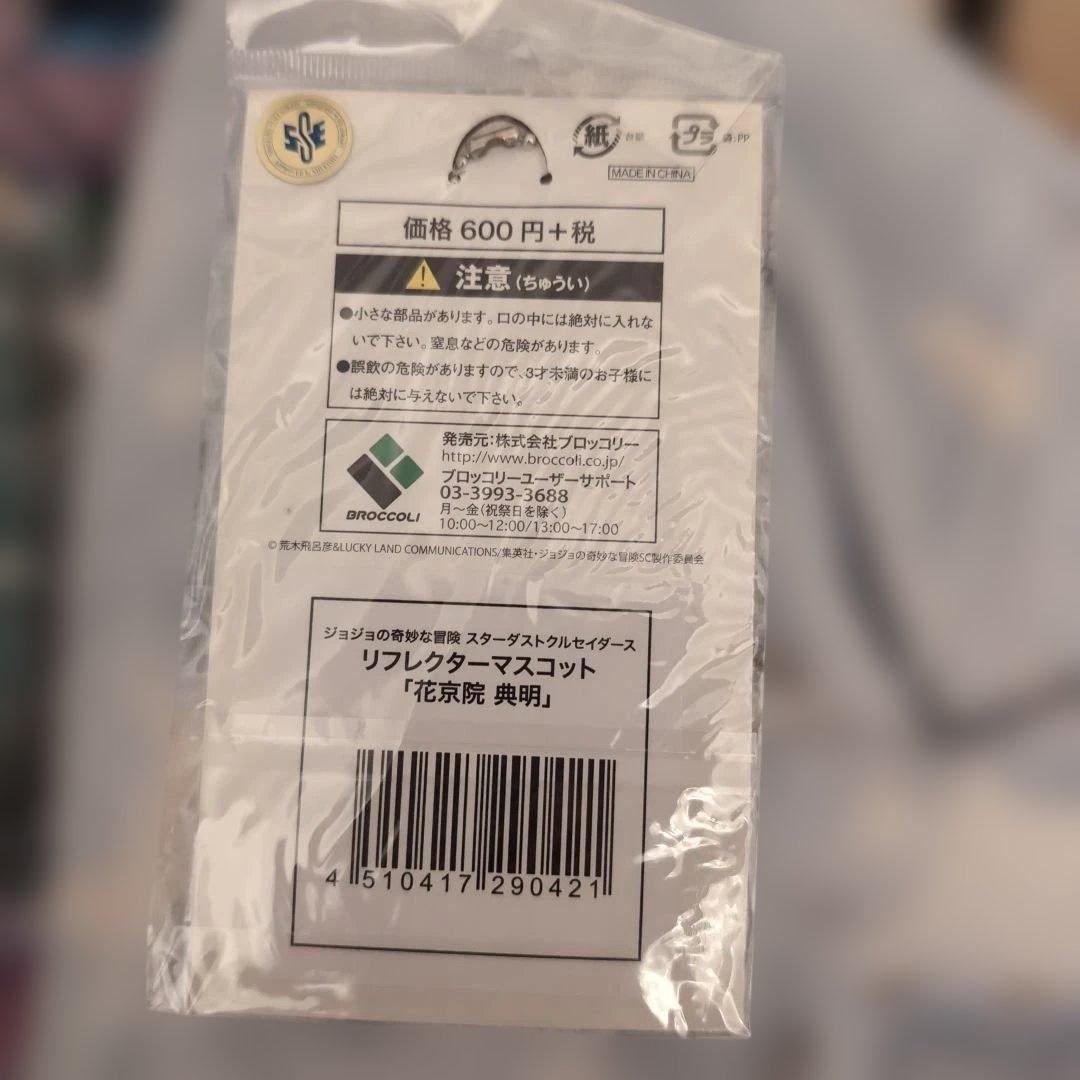 紙
台紙
プラ
袋:PP
MADE IN CHINA
価格 600 円+税
注意(ちゅうい)
●小さな部品があります。口の中には絶対に入れな
いで下さい。窒息などの危険があります。
●誤飲の危険がありますので、3才未満のお子様に
は絶対に与えないで下さい。
発売元:株式会社ブロッコリー
http://www.broccoli.co.jp/
ブロッコリーユーザーサポート
03-3993-3688
月~金(祝祭日を除く)
10:00~12:00/13:00~17:00
BROCCOLI
© 荒木飛呂彦&LUCKY LAND COMMUNICATIONS/集英社・ジョジョの奇妙な冒険SC製作委員会
ジョジョの奇妙な冒険 スターダストクルセイダース
リフレクターマスコット
「花京院 典明」
4 510417 290421